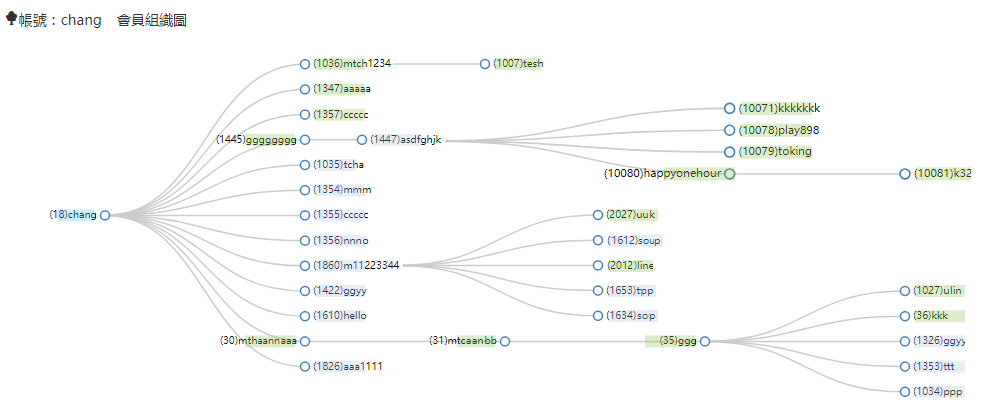 帳號：chang 會員組織圖
(1036)mtch1234 (1007)tesh
(1347)aaaaa
(1357)ccccc
(10071)kkkkkkk
(10078)play898
(1445)gggggggg (1447)asdfghjk
(10079)toking
(1035)tcha
(10080)happyonehour (10081)k32
(1354)mmm
(18)chang
(1355)ccccc
(2027)uuk
(1356)nnno
(1612)soup
(1860)m11223344
(2012)line
(1422)ggyy
(1653)tpp
(1027)ulin
(1610)hello
(1634)sop
(36)kkk
(30)mthaannaaa (31)mtcaanbb (35)ggg
(1326)ggyy
(1826)aaa1111
(1353)ttt
(1034)ppp